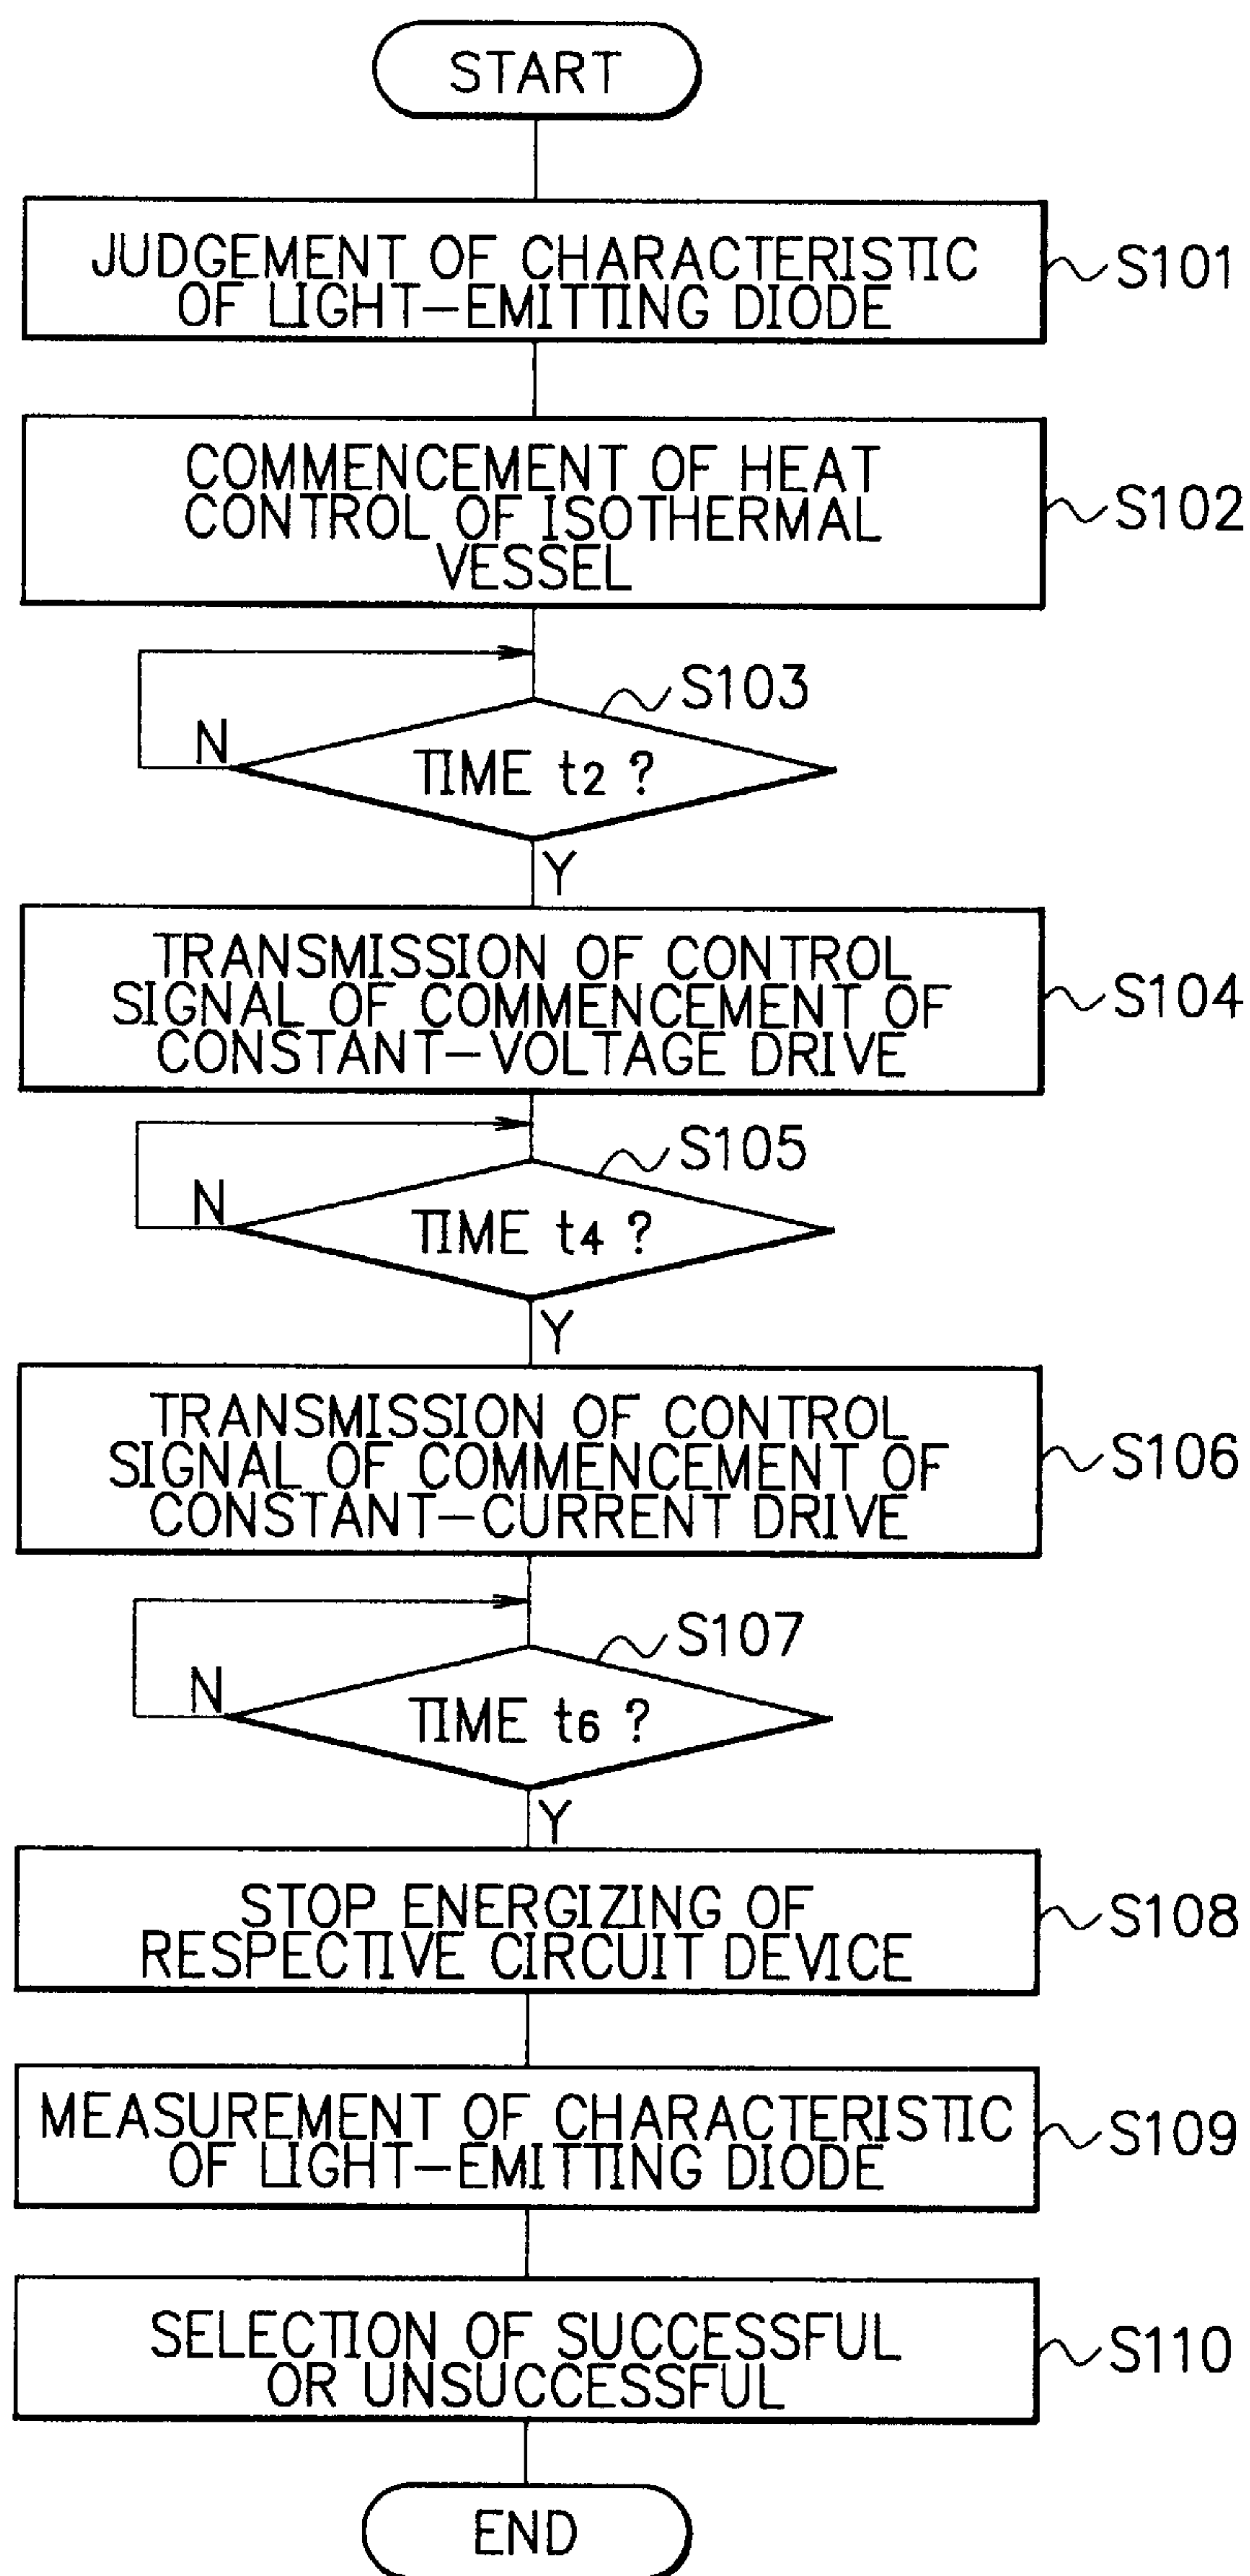 START
JUDGEMENT OF CHARACTERISTIC
OF LIGHT-EMITTING DIODE
S101
COMMENCEMENT OF HEAT
CONTROL OF ISOTHERMAL
VESSEL
S102
S103
N
TIME t2 ?
Y
TRANSMISSION OF CONTROL
SIGNAL OF COMMENCEMENT OF
CONSTANT-VOLTAGE DRIVE
S104
S105
N
TIME t4 ?
Y
TRANSMISSION OF CONTROL
SIGNAL OF COMMENCEMENT OF
CONSTANT-CURRENT DRIVE
S106
S107
N
TIME t6 ?
Y
STOP ENERGIZING OF
RESPECTIVE CIRCUIT DEVICE
S108
MEASUREMENT OF CHARACTERISTIC
OF LIGHT-EMITTING DIODE
S109
SELECTION OF SUCCESSFUL
OR UNSUCCESSFUL
S110
END